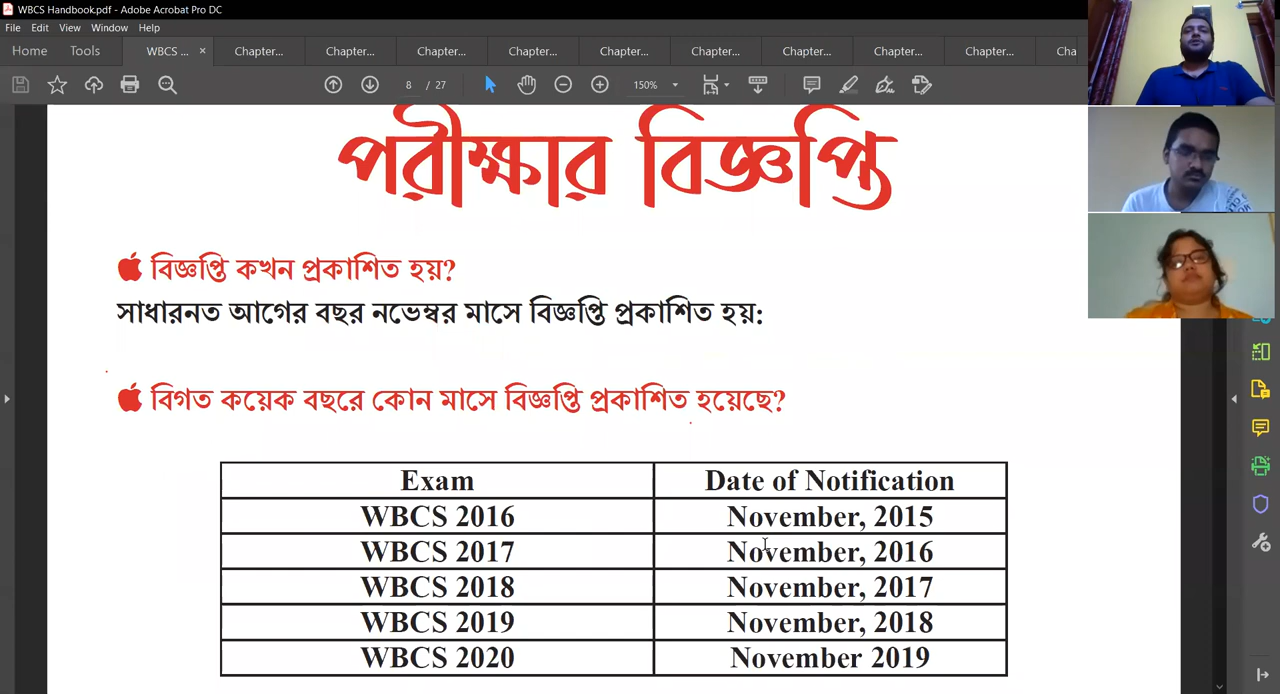 WBCS Handbook.pdf - Adobe Acrobat Pro DC
File Edit View Window Help
Home Tools WBCS ... × Chapter... Chapter... Chapter... Chapter... Chapter... Chapter... Chapter... Chapter... Chapter... Cha
8 / 27 150%
পরীক্ষার বিজ্ঞপ্তি
বিজ্ঞপ্তি কখন প্রকাশিত হয়?
সাধারনত আগের বছর নভেম্বর মাসে বিজ্ঞপ্তি প্রকাশিত হয়:
বিগত কয়েক বছরে কোন মাসে বিজ্ঞপ্তি প্রকাশিত হয়েছে?
Exam Date of Notification
WBCS 2016 November, 2015
WBCS 2017 November, 2016
WBCS 2018 November, 2017
WBCS 2019 November, 2018
WBCS 2020 November 2019